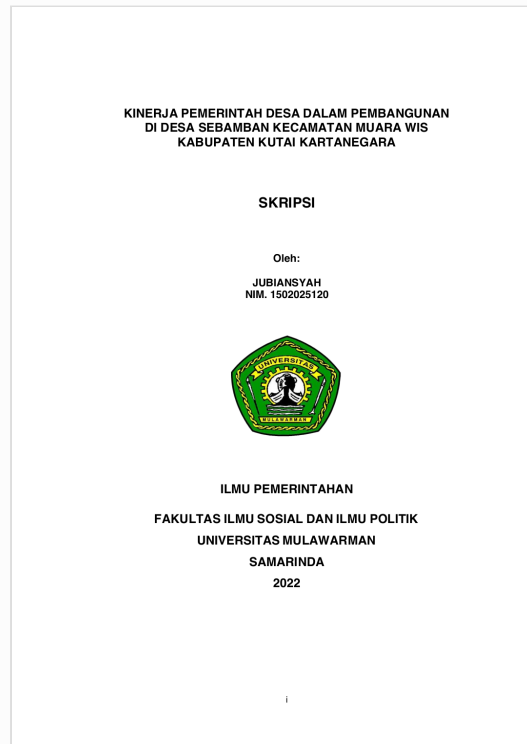 KINERJA PEMERINTAH DESA DALAM PEMBANGUNAN
DI DESA SEBAMBAN KECAMATAN MUARA WIS
KABUPATEN KUTAI KARTANEGARA
SKRIPSI
Oleh:
JUBIANSYAH
NIM. 1502025120
UNIVERSITAS
MULAWARMAN
ILMU PEMERINTAHAN
FAKULTAS ILMU SOSIAL DAN ILMU POLITIK
UNIVERSITAS MULAWARMAN
SAMARINDA
2022
i